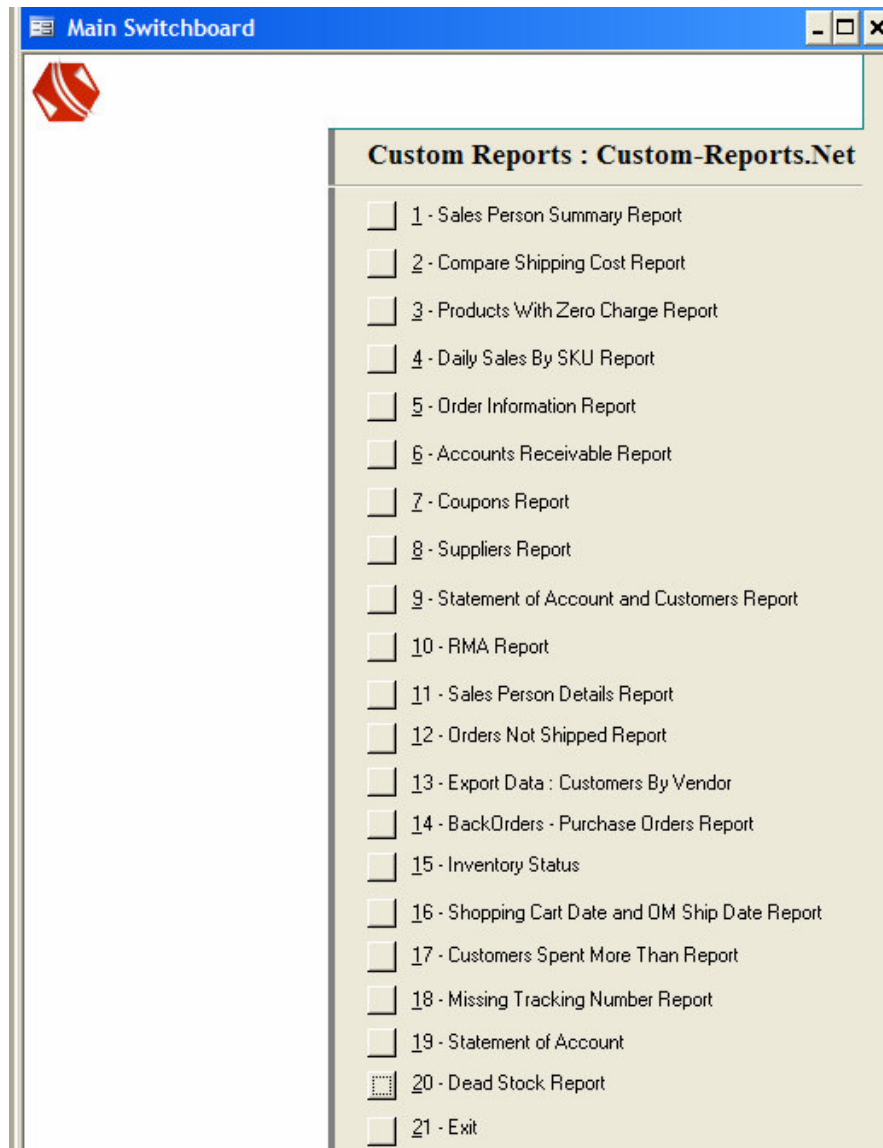 Main Switchboard
Custom Reports : Custom-Reports.Net
1 - Sales Person Summary Report
2 - Compare Shipping Cost Report
3 - Products With Zero Charge Report
4 - Daily Sales By SKU Report
5 - Order Information Report
6 - Accounts Receivable Report
7 - Coupons Report
8 - Suppliers Report
9 - Statement of Account and Customers Report
10 - RMA Report
11 - Sales Person Details Report
12 - Orders Not Shipped Report
13 - Export Data : Customers By Vendor
14 - BackOrders - Purchase Orders Report
15 - Inventory Status
16 - Shopping Cart Date and OM Ship Date Report
17 - Customers Spent More Than Report
18 - Missing Tracking Number Report
19 - Statement of Account
20 - Dead Stock Report
21 - Exit